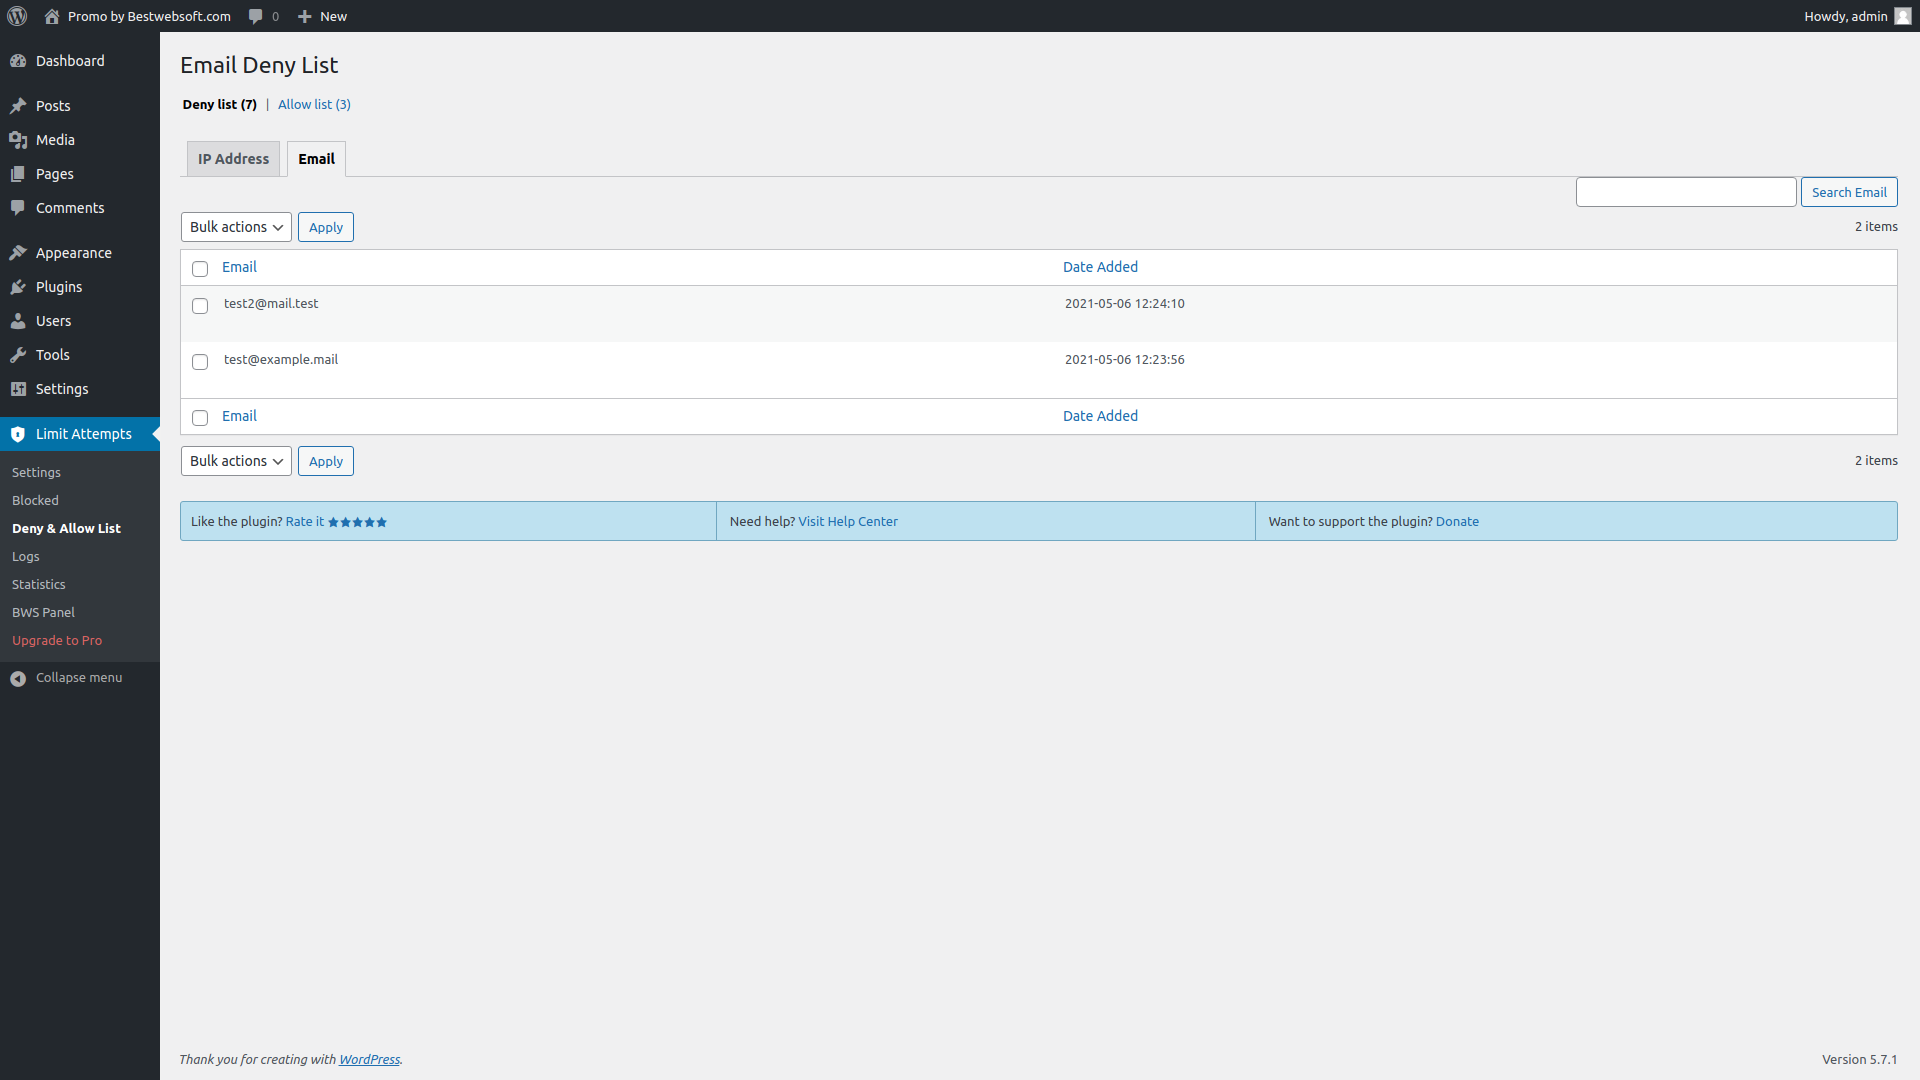 Promo by Bestwebsoft.com 0 New Howdy, admin
Dashboard
Posts
Media
Pages
Comments
Appearance
Plugins
Users
Tools
Settings
Limit Attempts
Settings
Blocked
Deny & Allow List
Logs
Statistics
BWS Panel
Upgrade to Pro
Collapse menu
Email Deny List
Deny list (7) | Allow list (3)
IP Address Email
Search Email
Bulk actions Apply 2 items
Email Date Added
test2@mail.test 2021-05-06 12:24:10
test@example.mail 2021-05-06 12:23:56
Email Date Added
Bulk actions Apply 2 items
Like the plugin? Rate it ★★★★★ Need help? Visit Help Center Want to support the plugin? Donate
Thank you for creating with WordPress. Version 5.7.1